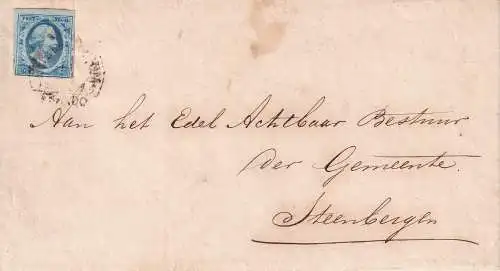 Aan het Edel Achtbaar Bestuur
der Gemeente
Steenbergen